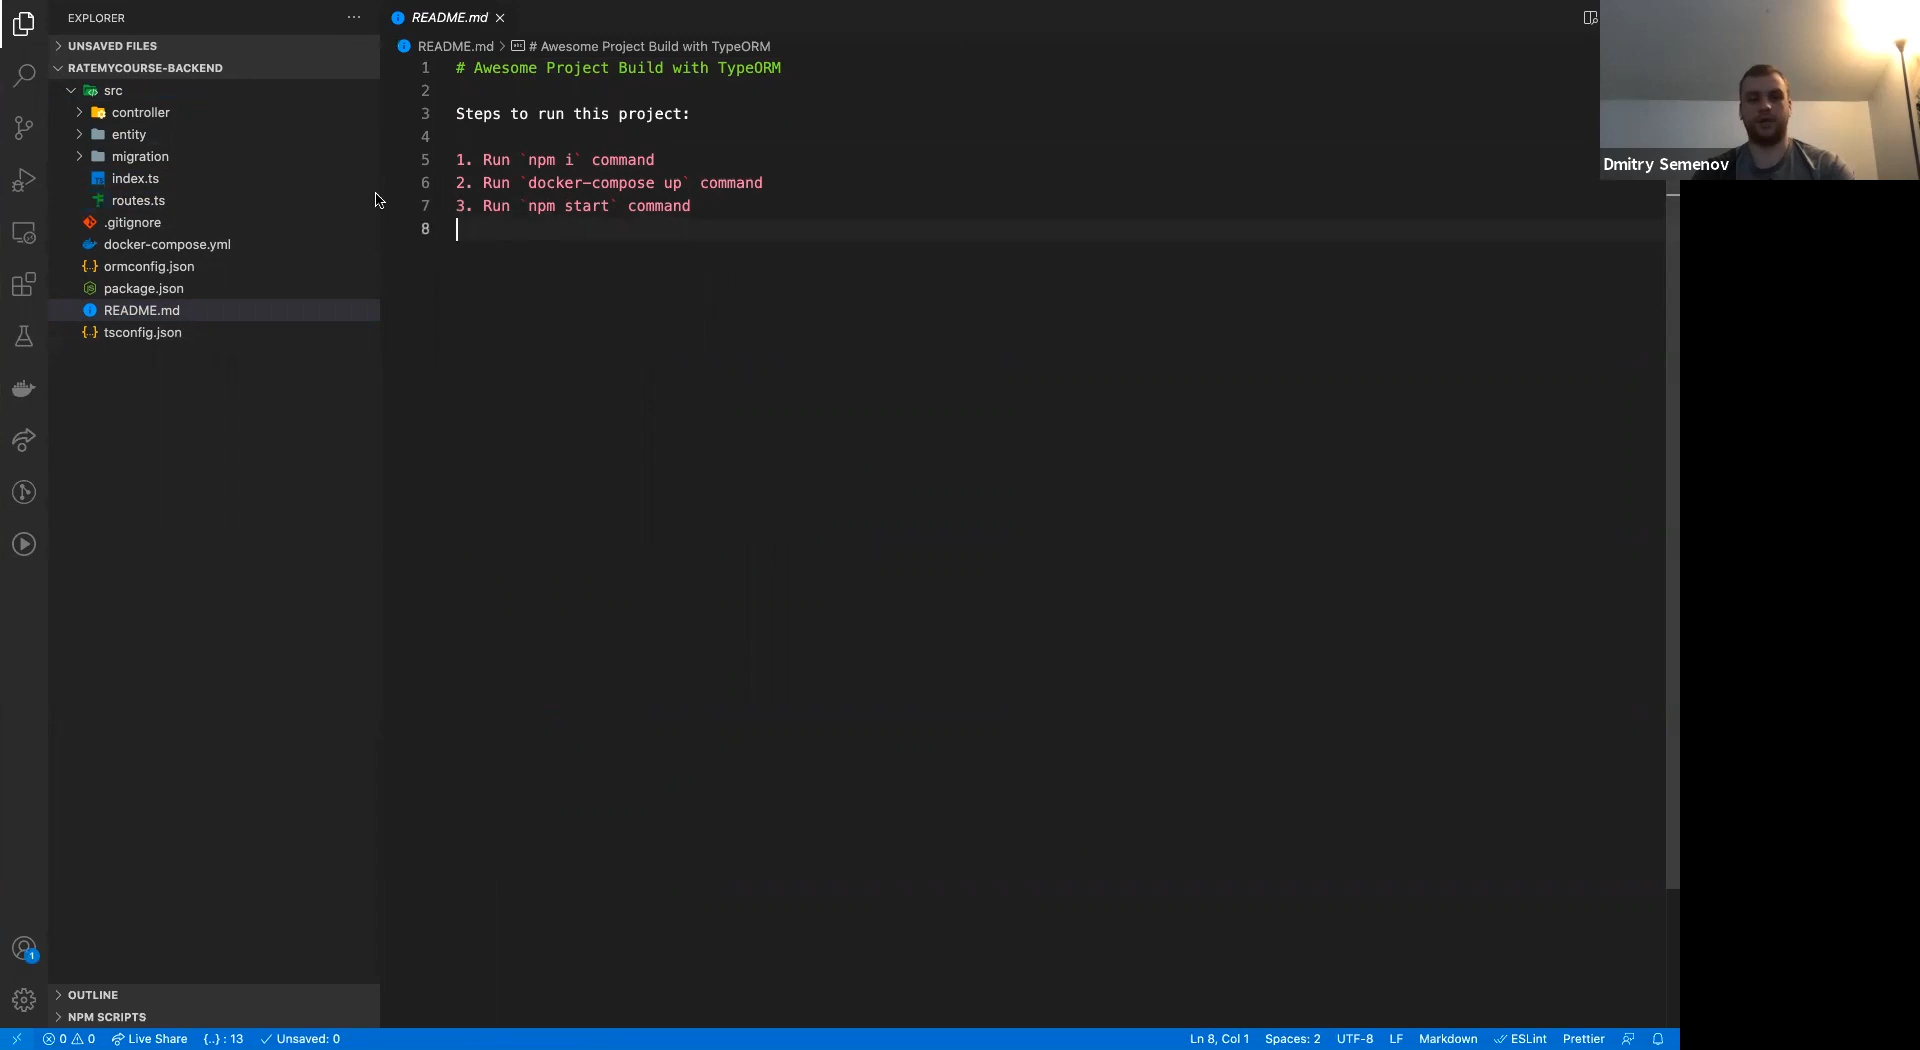 EXPLORER
···
README.md
UNSAVED FILES
README.md > # Awesome Project Build with TypeORM
RATEMYCOURSE-BACKEND
src
controller
entity
migration
index.ts
routes.ts
.gitignore
docker-compose.yml
{..} ormconfig.json
package.json
README.md
{..} tsconfig.json
1 # Awesome Project Build with TypeORM
2
3 Steps to run this project:
4
5 1. Run `npm i` command
6 2. Run `docker-compose up` command
7 3. Run `npm start` command
8
Dmitry Semenov
1
OUTLINE
NPM SCRIPTS
0 0 Live Share {..} : 13 Unsaved: 0 Ln 8, Col 1 Spaces: 2 UTF-8 LF Markdown ESLint Prettier